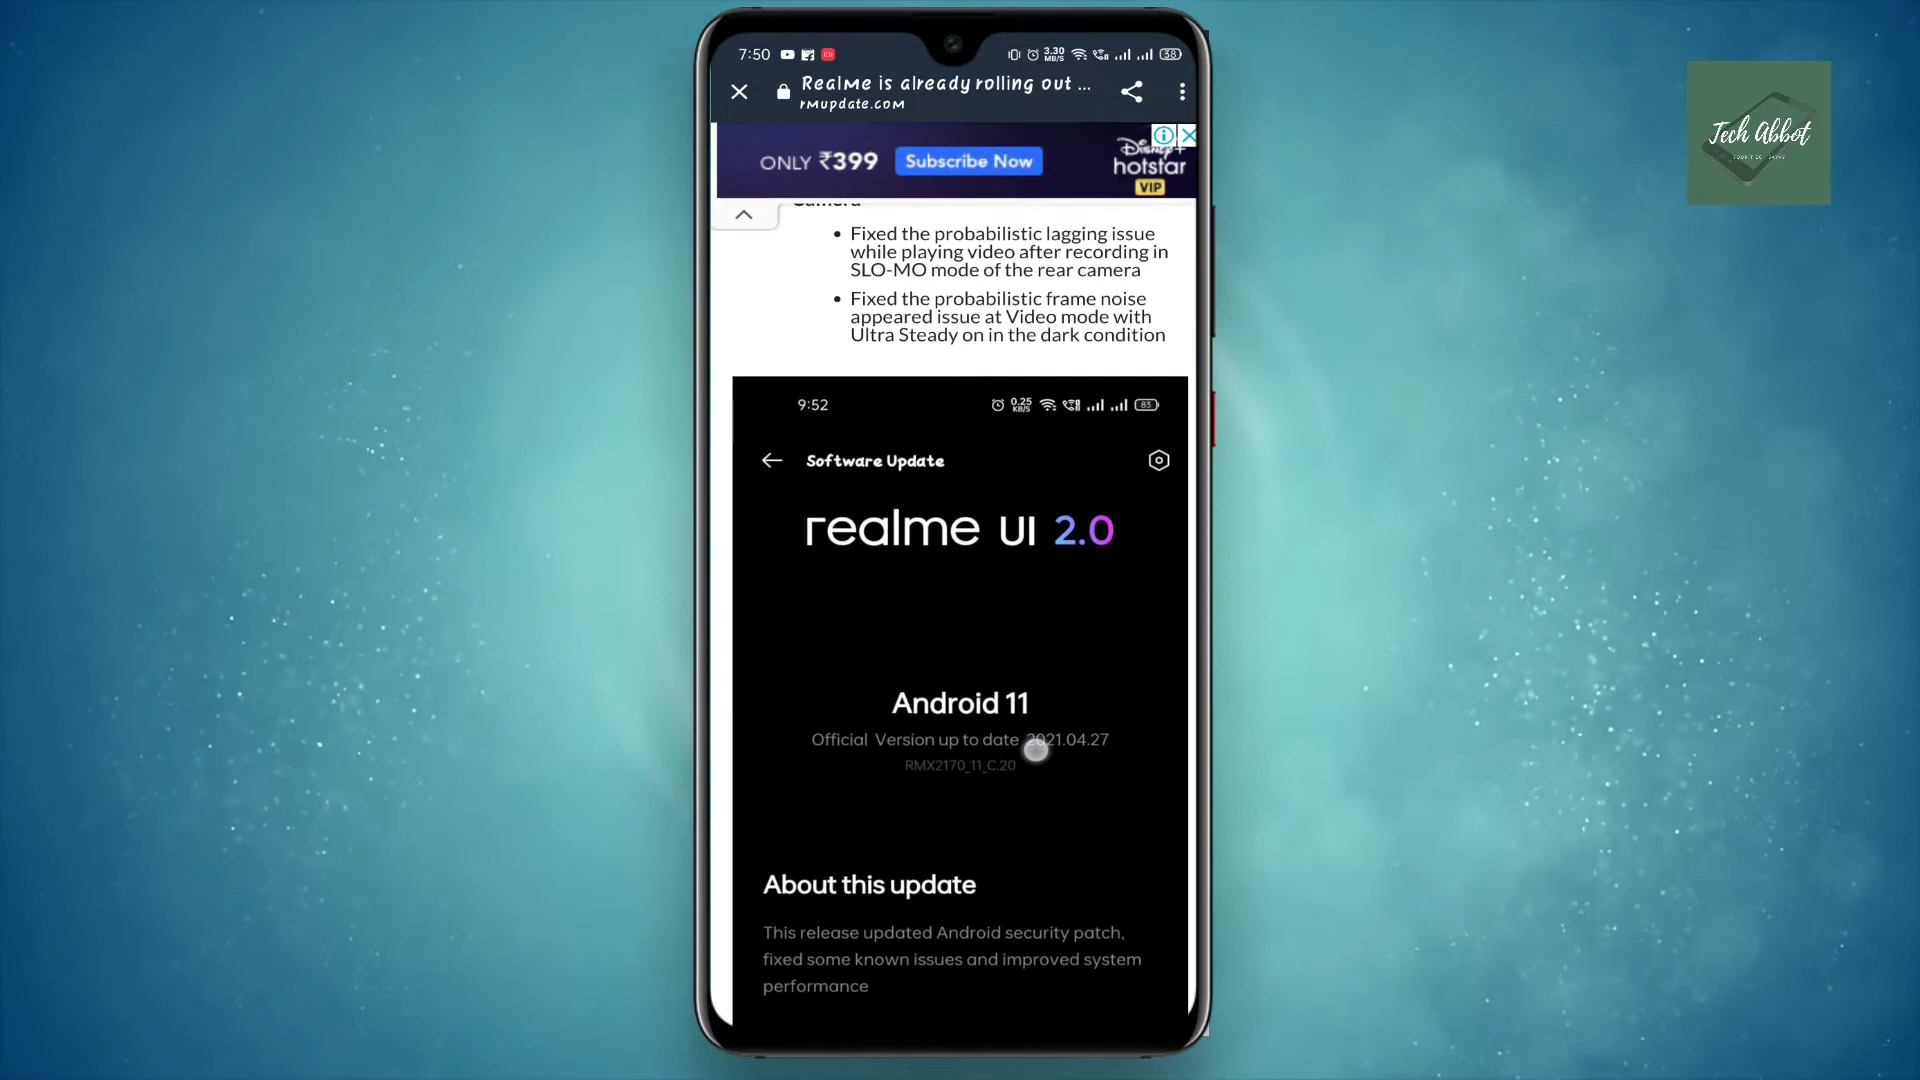 7:50
3.30
MB/S
38
Realme is already rolling out ...
rmupdate.com
ONLY ₹399
Subscribe Now
Disney+
hotstar
VIP
Tech Abbot
Camera
• Fixed the probabilistic lagging issue
while playing video after recording in
SLO-MO mode of the rear camera
• Fixed the probabilistic frame noise
appeared issue at Video mode with
Ultra Steady on in the dark condition
9:52
0.25
KB/S
83
Software Update
realme UI 2.0
Android 11
Official Version up to date 2021.04.27
RMX2170_11_C.20
About this update
This release updated Android security patch,
fixed some known issues and improved system
performance